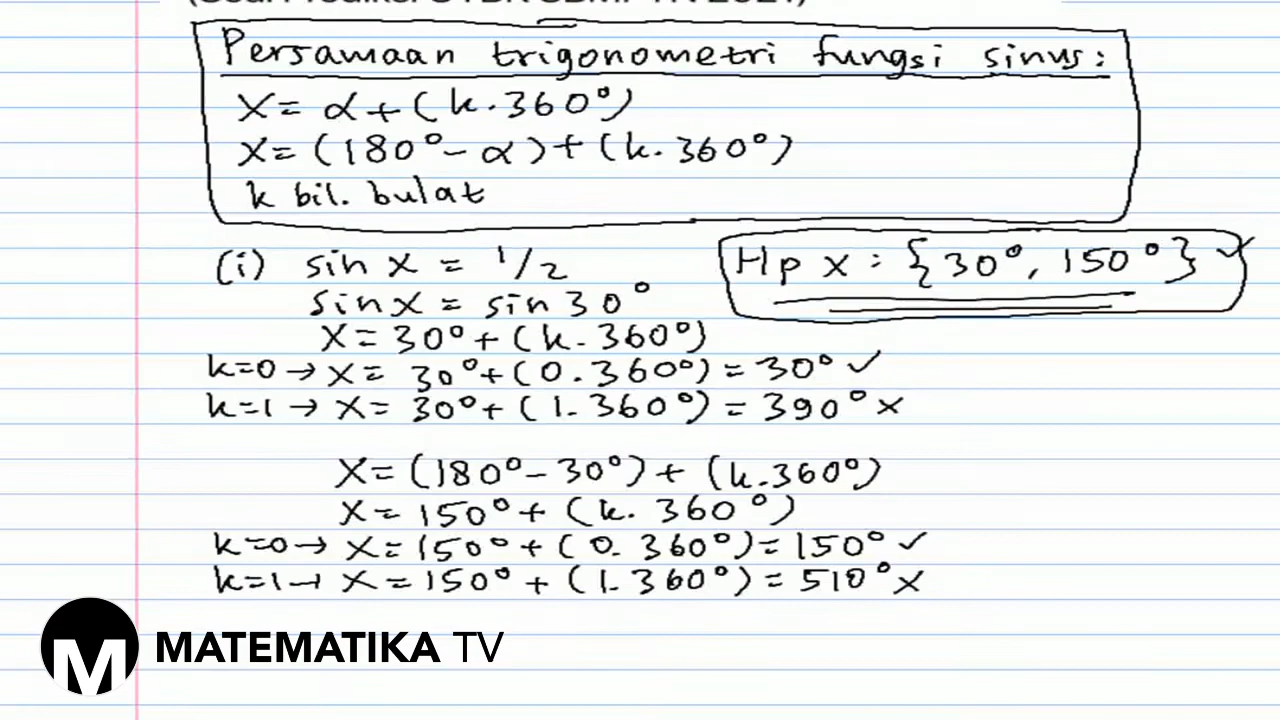 Persamaan trigonometri fungsi sinus:
x = α + (k. 360°)
x = (180° - α) + (k. 360°)
k bil. bulat
(i) sin x = 1/2
Hp x : {30°, 150°} ✓
sin x = sin 30°
x = 30° + (k. 360°)
k=0 → x = 30° + (0. 360°) = 30° ✓
k=1 → x = 30° + (1. 360°) = 390° x
x = (180° - 30°) + (k. 360°)
x = 150° + (k. 360°)
k=0 → x = 150° + (0. 360°) = 150° ✓
k=1 → x = 150° + (1. 360°) = 510° x
M MATEMATIKA TV